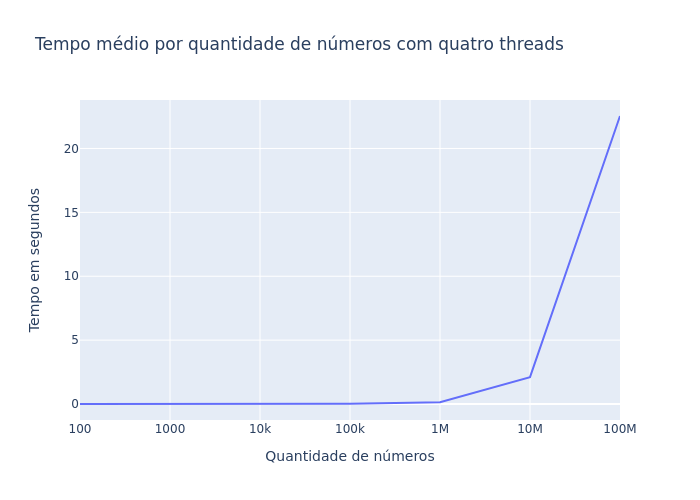 Tempo médio por quantidade de números com quatro threads
20
15
10
5
0
Tempo em segundos
100 1000 10k 100k 1M 10M 100M
Quantidade de números